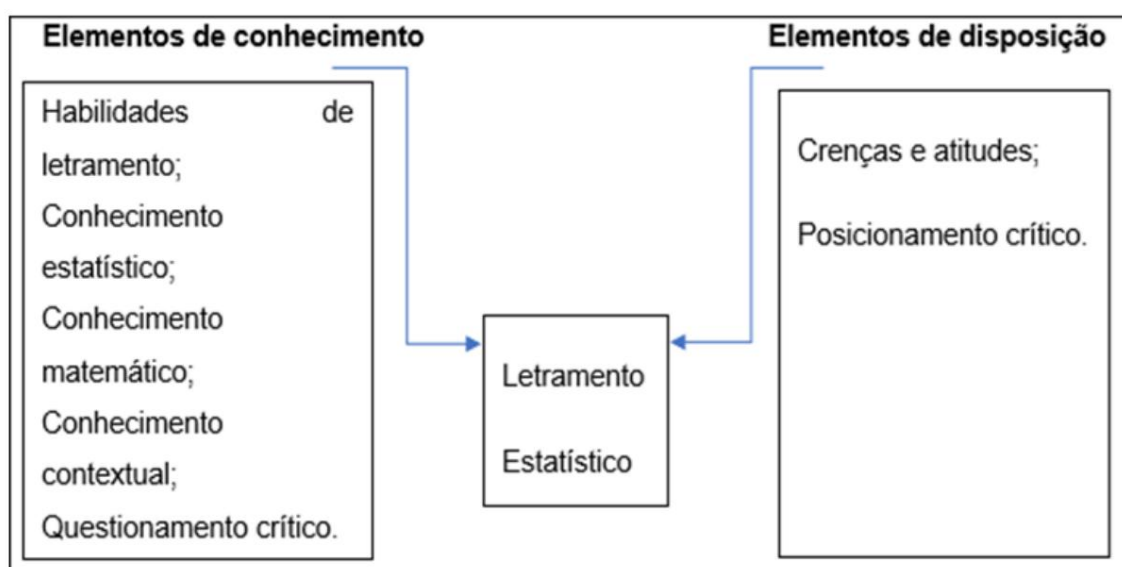 Elementos de conhecimento
Habilidades de
letramento;
Conhecimento
estatístico;
Conhecimento
matemático;
Conhecimento
contextual;
Questionamento crítico.
Letramento
Estatístico
Elementos de disposição
Crenças e atitudes;
Posicionamento crítico.